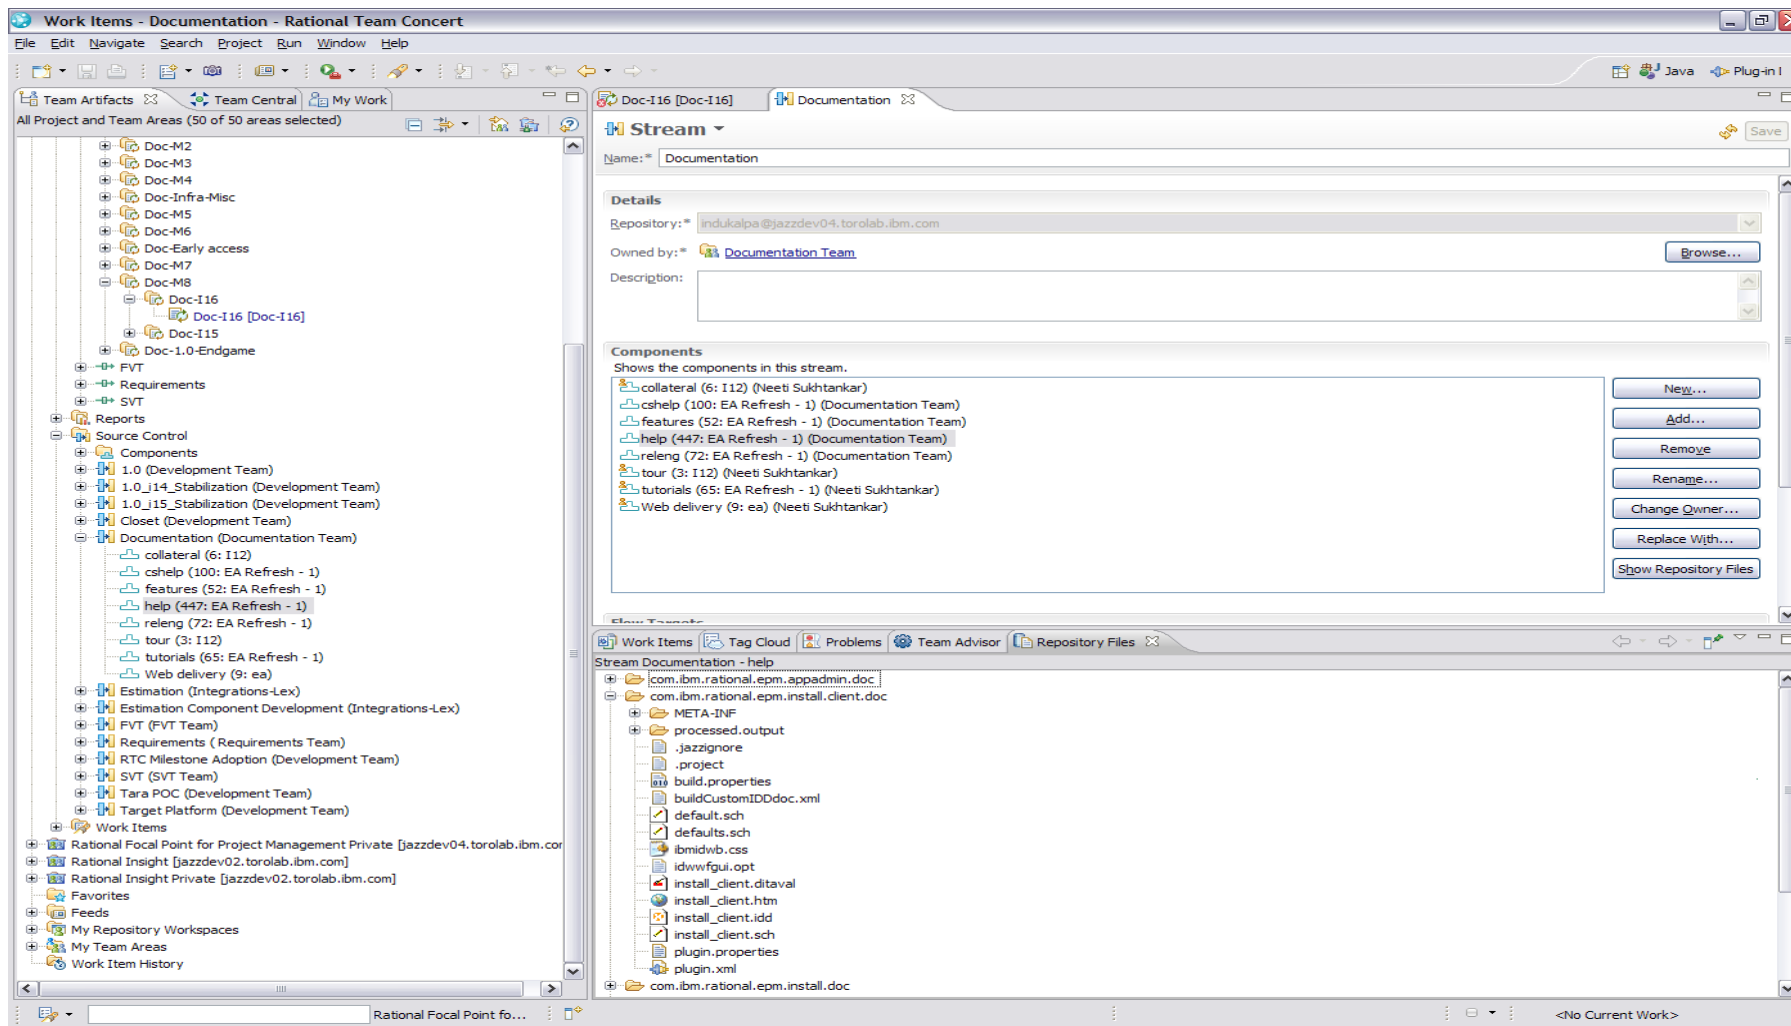 Work Items - Documentation - Rational Team Concert
File Edit Navigate Search Project Run Window Help
Java Plug-in
Team Artifacts Team Central My Work
All Project and Team Areas (50 of 50 areas selected)
Doc-M2
Doc-M3
Doc-M4
Doc-Infra-Misc
Doc-M5
Doc-M6
Doc-Early access
Doc-M7
Doc-M8
Doc-I16
Doc-I16 [Doc-I16]
Doc-I15
Doc-1.0-Endgame
FVT
Requirements
SVT
Reports
Source Control
Components
1.0 (Development Team)
1.0_i14_Stabilization (Development Team)
1.0_i15_Stabilization (Development Team)
Closet (Development Team)
Documentation (Documentation Team)
collateral (6: I12)
cshelp (100: EA Refresh - 1)
features (52: EA Refresh - 1)
help (447: EA Refresh - 1)
releng (72: EA Refresh - 1)
tour (3: I12)
tutorials (65: EA Refresh - 1)
Web delivery (9: ea)
Estimation (Integrations-Lex)
Estimation Component Development (Integrations-Lex)
FVT (FVT Team)
Requirements ( Requirements Team)
RTC Milestone Adoption (Development Team)
SVT (SVT Team)
Tara POC (Development Team)
Target Platform (Development Team)
Work Items
Rational Focal Point for Project Management Private [jazzdev04.torolab.ibm.cor
Rational Insight [jazzdev02.torolab.ibm.com]
Rational Insight Private [jazzdev02.torolab.ibm.com]
Favorites
Feeds
My Repository Workspaces
My Team Areas
Work Item History
Doc-I16 [Doc-I16] Documentation
Stream
Save
Name:* Documentation
Details
Repository:* indukalpa@jazzdev04.torolab.ibm.com
Owned by:* Documentation Team Browse...
Description:
Components
Shows the components in this stream.
collateral (6: I12) (Neeti Sukhtankar)
cshelp (100: EA Refresh - 1) (Documentation Team)
features (52: EA Refresh - 1) (Documentation Team)
help (447: EA Refresh - 1) (Documentation Team)
releng (72: EA Refresh - 1) (Documentation Team)
tour (3: I12) (Neeti Sukhtankar)
tutorials (65: EA Refresh - 1) (Neeti Sukhtankar)
Web delivery (9: ea) (Neeti Sukhtankar)
New...
Add...
Remove
Rename...
Change Owner...
Replace With...
Show Repository Files
Flow Targets
Work Items Tag Cloud Problems Team Advisor Repository Files
Stream Documentation - help
com.ibm.rational.epm.appadmin.doc
com.ibm.rational.epm.install.client.doc
META-INF
processed.output
.jazzignore
.project
build.properties
buildCustomIDDdoc.xml
default.sch
defaults.sch
ibmidwb.css
idwwfgui.opt
install_client.ditaval
install_client.htm
install_client.idd
install_client.sch
plugin.properties
plugin.xml
com.ibm.rational.epm.install.doc
Rational Focal Point fo... <No Current Work>